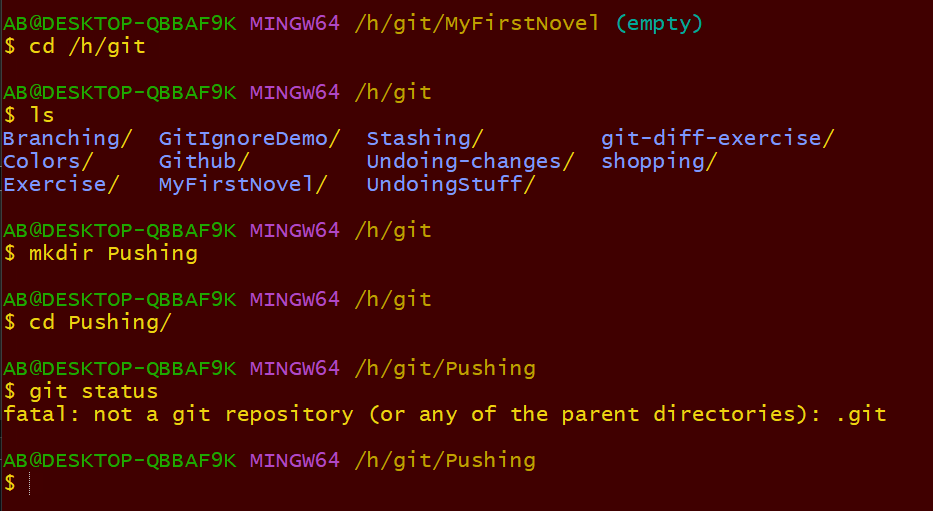 AB@DESKTOP-QBBAF9K MINGW64 /h/git/MyFirstNovel (empty)
$ cd /h/git
AB@DESKTOP-QBBAF9K MINGW64 /h/git
$ ls
Branching/  GitIgnoreDemo/  Stashing/         git-diff-exercise/
Colors/     Github/         Undoing-changes/  shopping/
Exercise/   MyFirstNovel/   UndoingStuff/
AB@DESKTOP-QBBAF9K MINGW64 /h/git
$ mkdir Pushing
AB@DESKTOP-QBBAF9K MINGW64 /h/git
$ cd Pushing/
AB@DESKTOP-QBBAF9K MINGW64 /h/git/Pushing
$ git status
fatal: not a git repository (or any of the parent directories): .git
AB@DESKTOP-QBBAF9K MINGW64 /h/git/Pushing
$